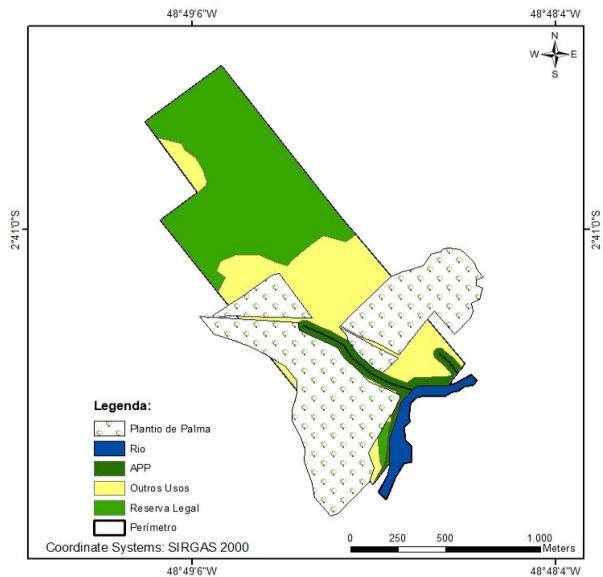 48°49'6"W
48°48'4"W
N
W E
S
2°41'0"S
2°41'0"S
Legenda:
Plantio de Palma
Rio
APP
Outros Usos
Reserva Legal
Perímetro
Coordinate Systems: SIRGAS 2000
0 250 500 1.000
Meters
48°49'6"W
48°48'4"W